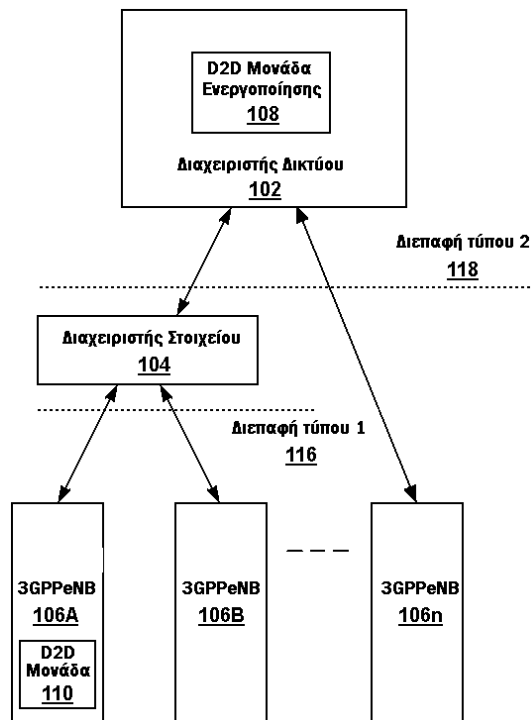 D2D Μονάδα
Ενεργοποίησης
108
Διαχειριστής Δικτύου
102
Διεπαφή τύπου 2
118
Διαχειριστής Στοιχείου
104
Διεπαφή τύπου 1
116
3GPPeNB
106A
D2D
Μονάδα
110
3GPPeNB
106B
3GPPeNB
106n